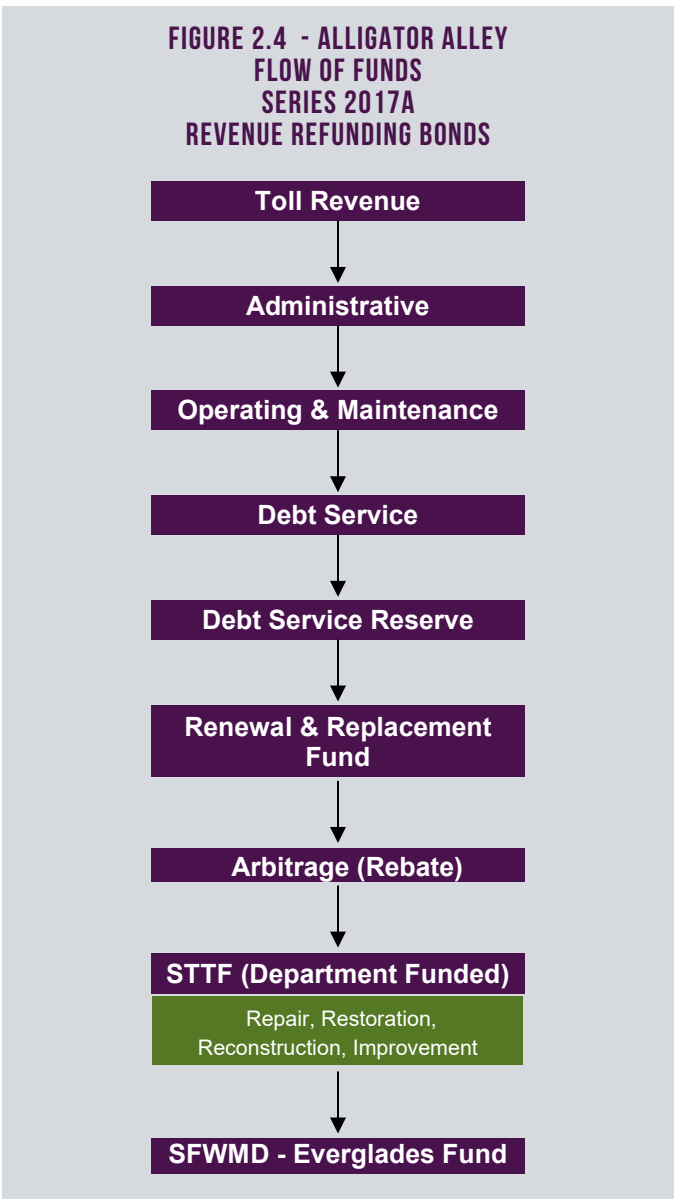 FIGURE 2.4 - ALLIGATOR ALLEY
FLOW OF FUNDS
SERIES 2017A
REVENUE REFUNDING BONDS
Toll Revenue
Administrative
Operating & Maintenance
Debt Service
Debt Service Reserve
Renewal & Replacement
Fund
Arbitrage (Rebate)
STTF (Department Funded)
Repair, Restoration,
Reconstruction, Improvement
SFWMD - Everglades Fund